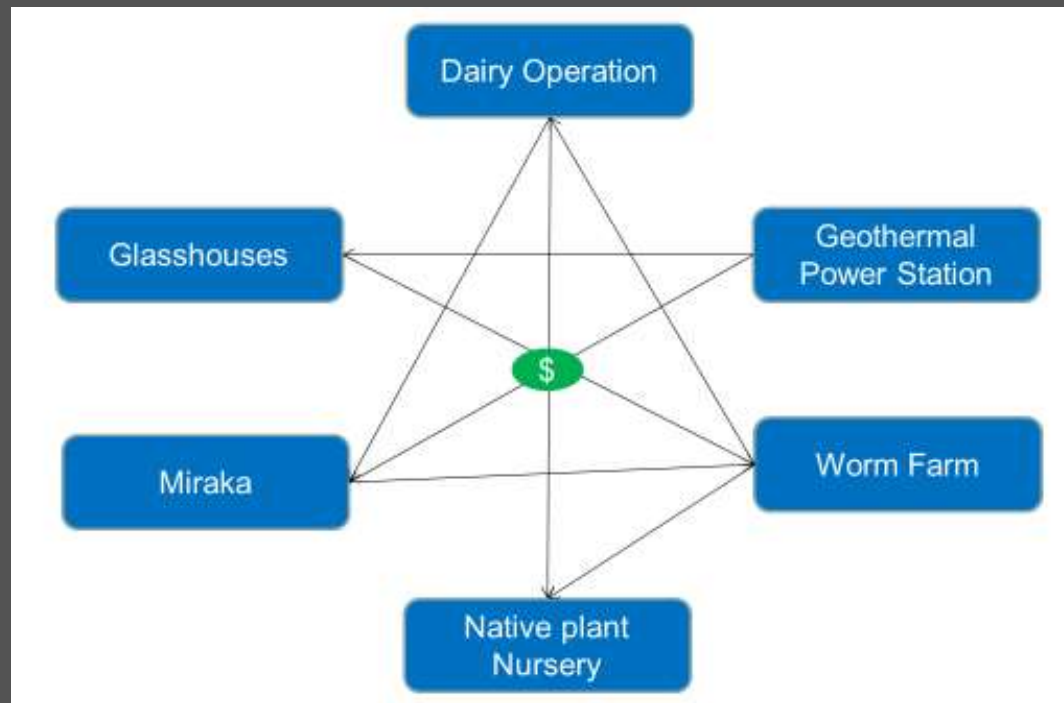 Dairy Operation
Glasshouses
Geothermal
Power Station
$
Miraka
Worm Farm
Native plant
Nursery